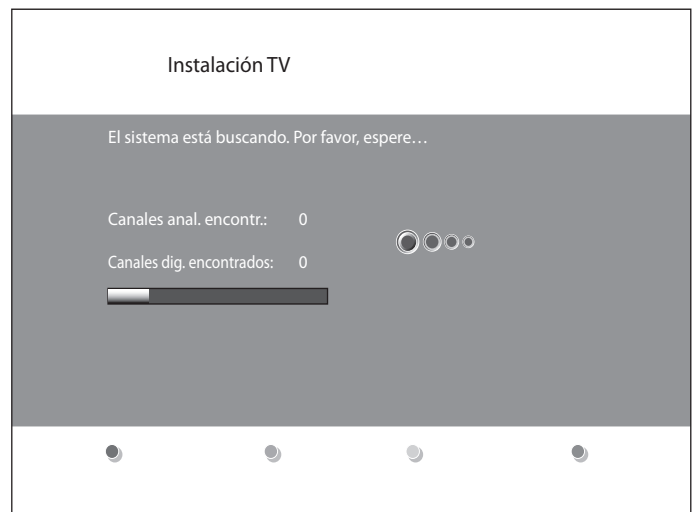 Instalación TV
El sistema está buscando. Por favor, espere…
Canales anal. encontr.: 0
Canales dig. encontrados: 0